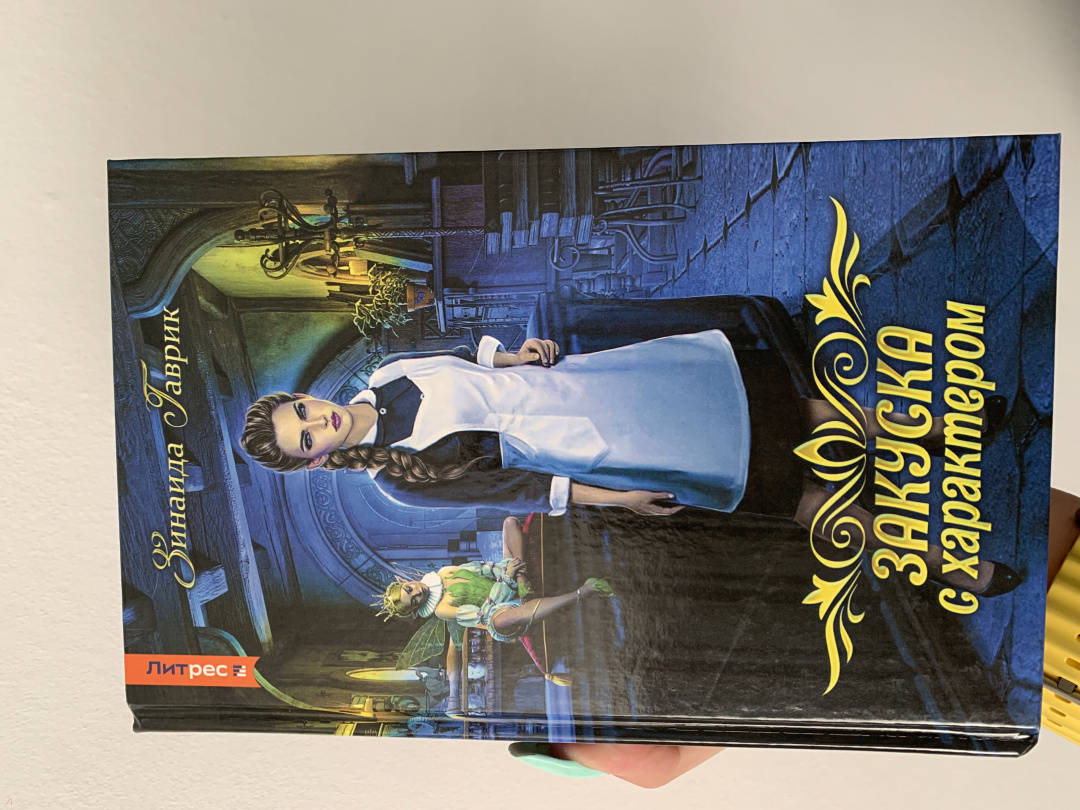 Зинаида Гаврик
Литрес
ЗАКУСКА
с характером